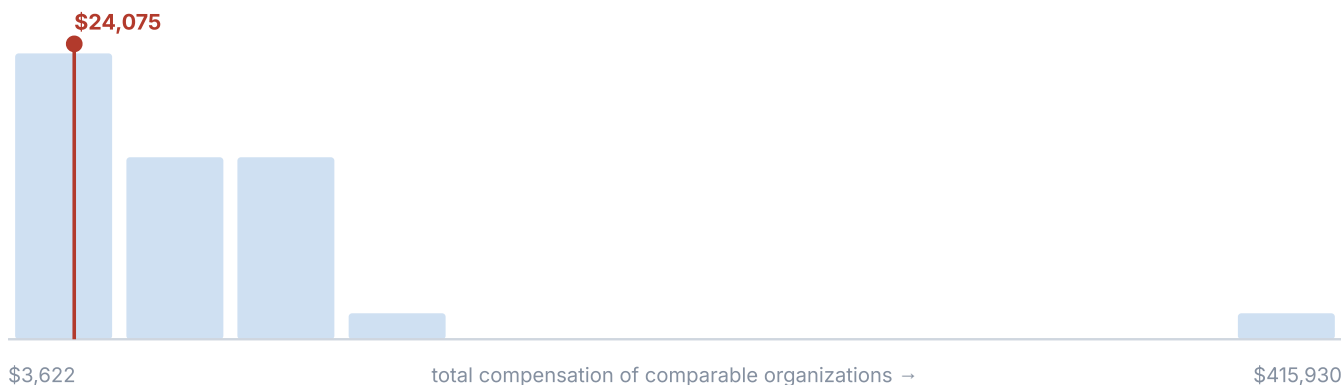 $24,075
$3,622 total compensation of comparable organizations → $415,930